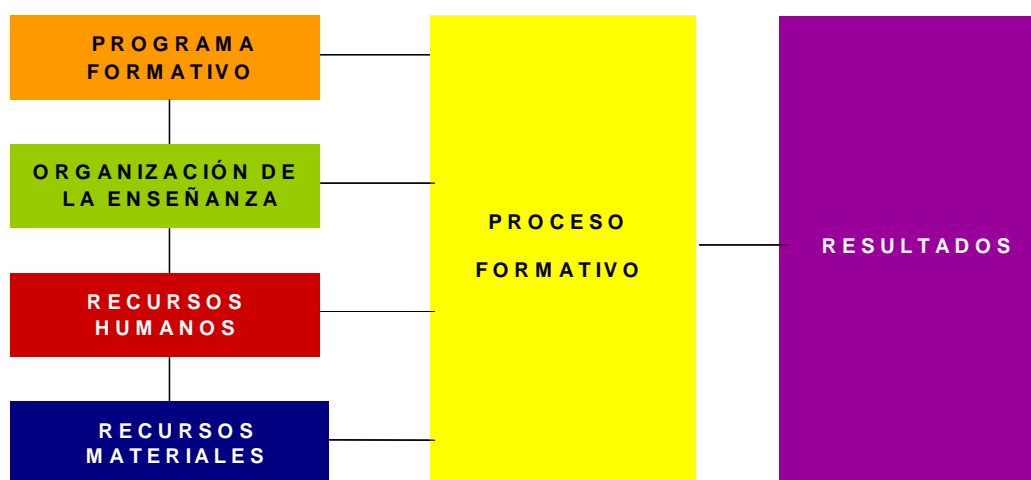 PROGRAMA
FORMATIVO
ORGANIZACIÓN DE
LA ENSEÑANZA
RECURSOS
HUMANOS
RECURSOS
MATERIALES
PROCESO
FORMATIVO
RESULTADOS